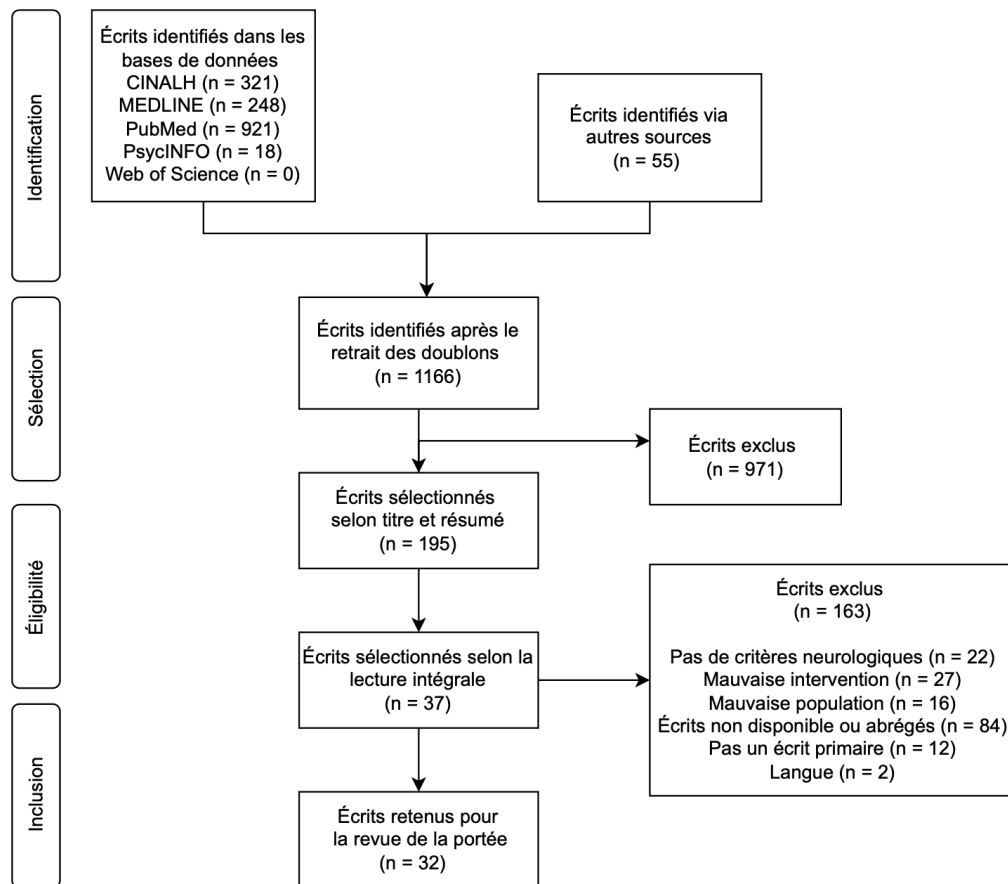 Identification
Écrits identifiés dans les
bases de données
CINALH (n = 321)
MEDLINE (n = 248)
PubMed (n = 921)
PsycINFO (n = 18)
Web of Science (n = 0)
Écrits identifiés via
autres sources
(n = 55)
Sélection
Écrits identifiés après le
retrait des doublons
(n = 1166)
Écrits exclus
(n = 971)
Écrits sélectionnés
selon titre et résumé
(n = 195)
Éligibilité
Écrits sélectionnés selon la
lecture intégrale
(n = 37)
Écrits exclus
(n = 163)
Pas de critères neurologiques (n = 22)
Mauvaise intervention (n = 27)
Mauvaise population (n = 16)
Écrits non disponible ou abrégés (n = 84)
Pas un écrit primaire (n = 12)
Langue (n = 2)
Inclusion
Écrits retenus pour
la revue de la portée
(n = 32)